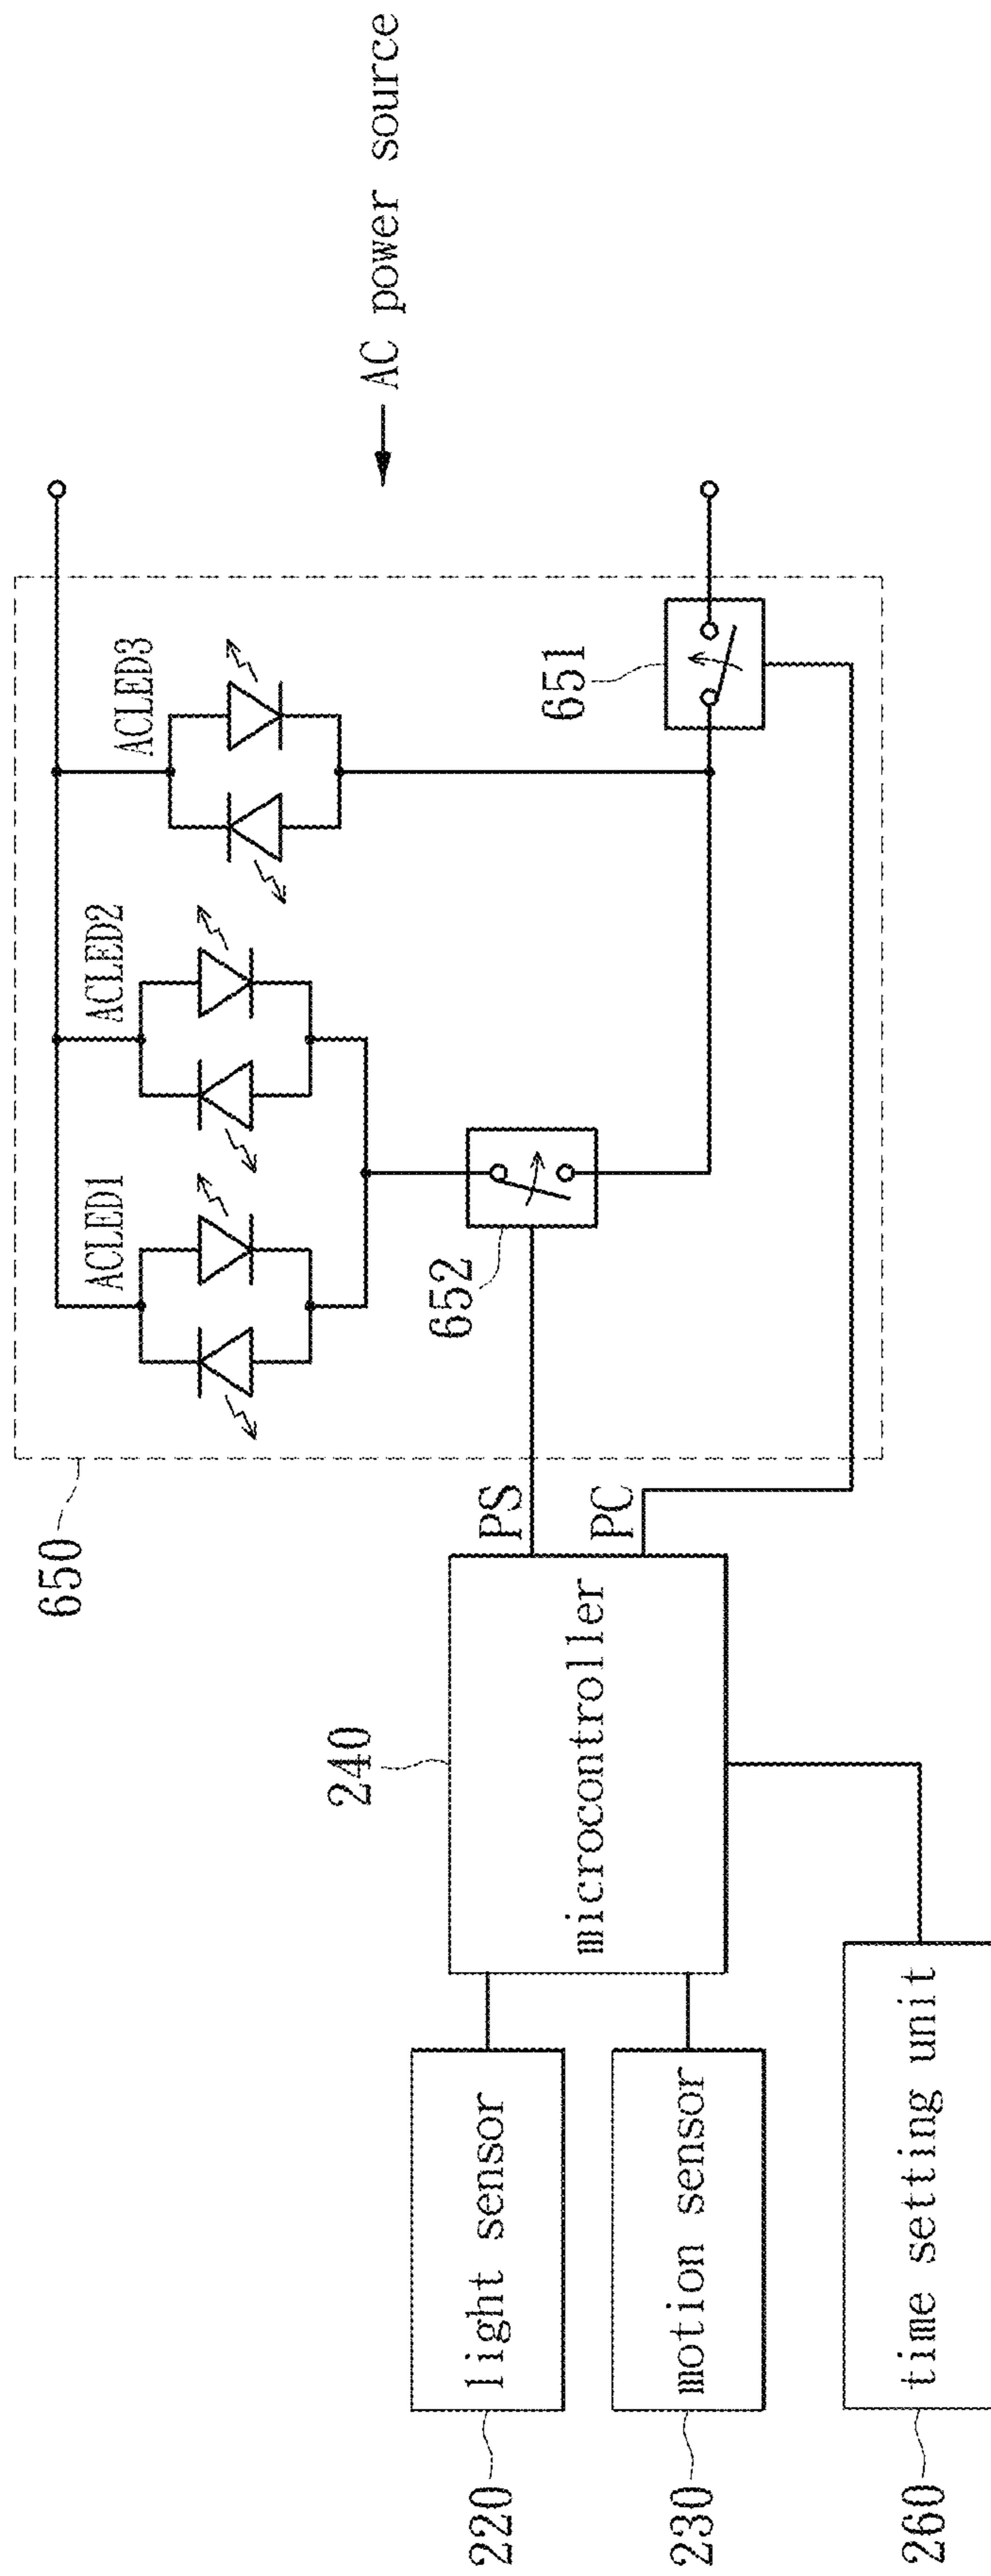 220
light sensor
230
motion sensor
260
time setting unit
240
microcontroller
PS
PC
650
ACLED1
ACLED2
ACLED3
652
651
AC power source